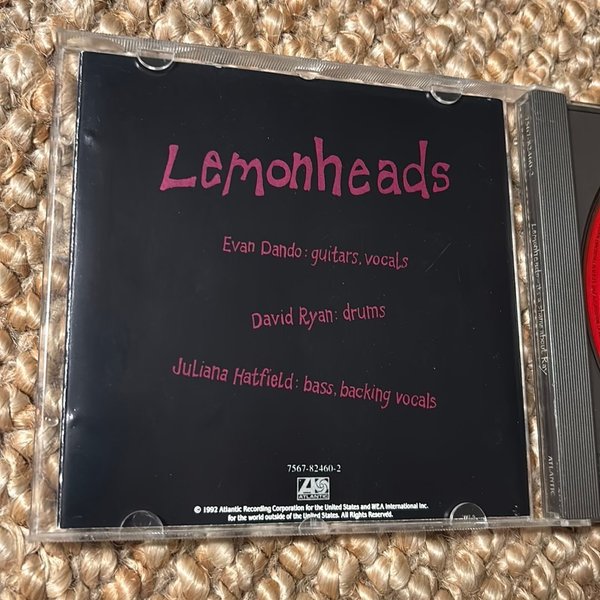 Lemonheads
Evan Dando: guitars, vocals
David Ryan: drums
Juliana Hatfield: bass, backing vocals
7567-82460-2
ATLANTIC
© 1992 Atlantic Recording Corporation for the United States and WEA International Inc.
for the world outside of the United States. All Rights Reserved.
Lemonheads
ATLANTIC